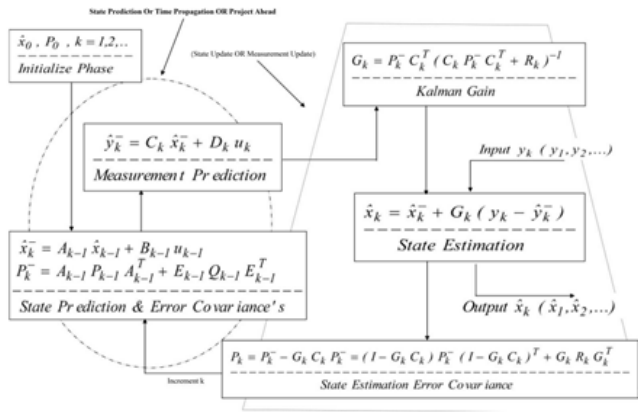 State Prediction Or Time Propagation OR Project Ahead
x̂₀ , P₀ , k = 1,2,..
Initialize Phase
(State Update OR Measurement Update)
G_k = P_k^- C_k^T ( C_k P_k^- C_k^T + R_k )^{-1}
Kalman Gain
ŷ_k^- = C_k x̂_k^- + D_k u_k
Measurement Prediction
Input y_k ( y₁, y₂ ,...)
x̂_k = x̂_k^- + G_k ( y_k − ŷ_k^- )
State Estimation
x̂_k^- = A_{k-1} x̂_{k-1} + B_{k-1} u_{k-1}
P_k^- = A_{k-1} P_{k-1} A_{k-1}^T + E_{k-1} Q_{k-1} E_{k-1}^T
State Prediction & Error Covariance's
Output x̂_k ( x̂₁, x̂₂ ,...)
P_k = P_k^- − G_k C_k P_k^- = (I − G_k C_k ) P_k^- (I − G_k C_k )^T + G_k R_k G_k^T
State Estimation Error Covariance
Increment k